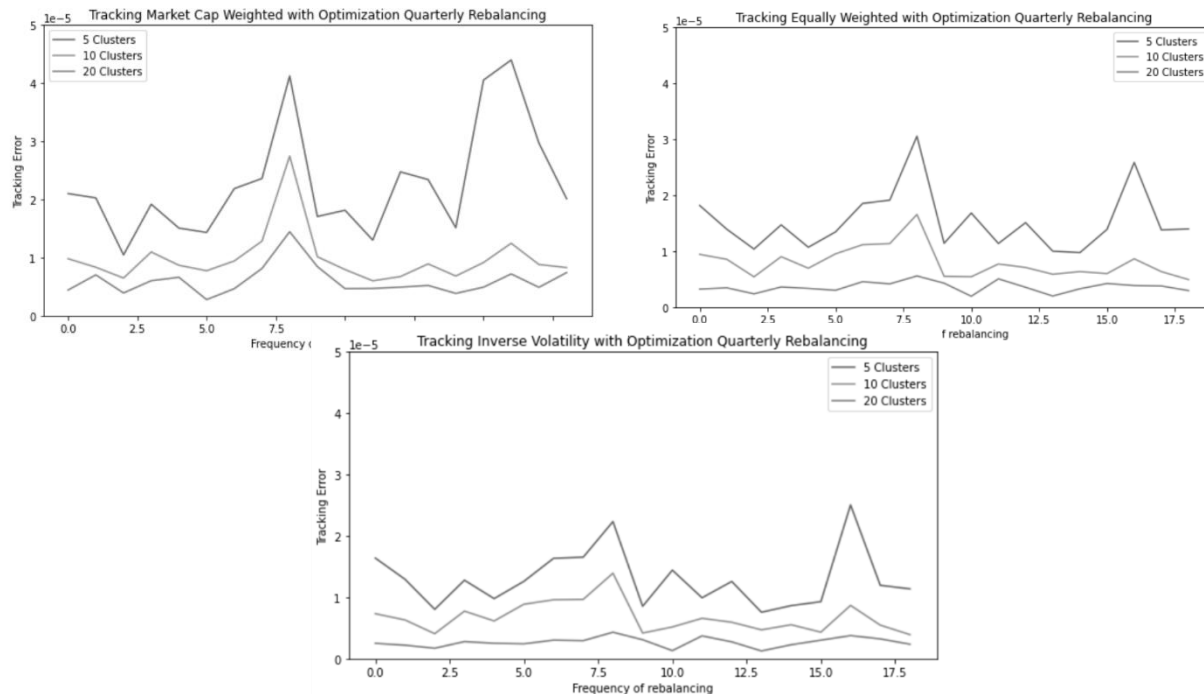 Tracking Market Cap Weighted with Optimization Quarterly Rebalancing
1e−5
5
4
3
2
1
0
Tracking Error
5 Clusters
10 Clusters
20 Clusters
0.0 2.5 5.0 7.5
Frequency o
Tracking Equally Weighted with Optimization Quarterly Rebalancing
1e−5
5
4
3
2
1
0
Tracking Error
5 Clusters
10 Clusters
20 Clusters
0.0 2.5 5.0 7.5 10.0 12.5 15.0 17.5
f rebalancing
Tracking Inverse Volatility with Optimization Quarterly Rebalancing
1e−5
5
4
3
2
1
0
Tracking Error
5 Clusters
10 Clusters
20 Clusters
0.0 2.5 5.0 7.5 10.0 12.5 15.0 17.5
Frequency of rebalancing